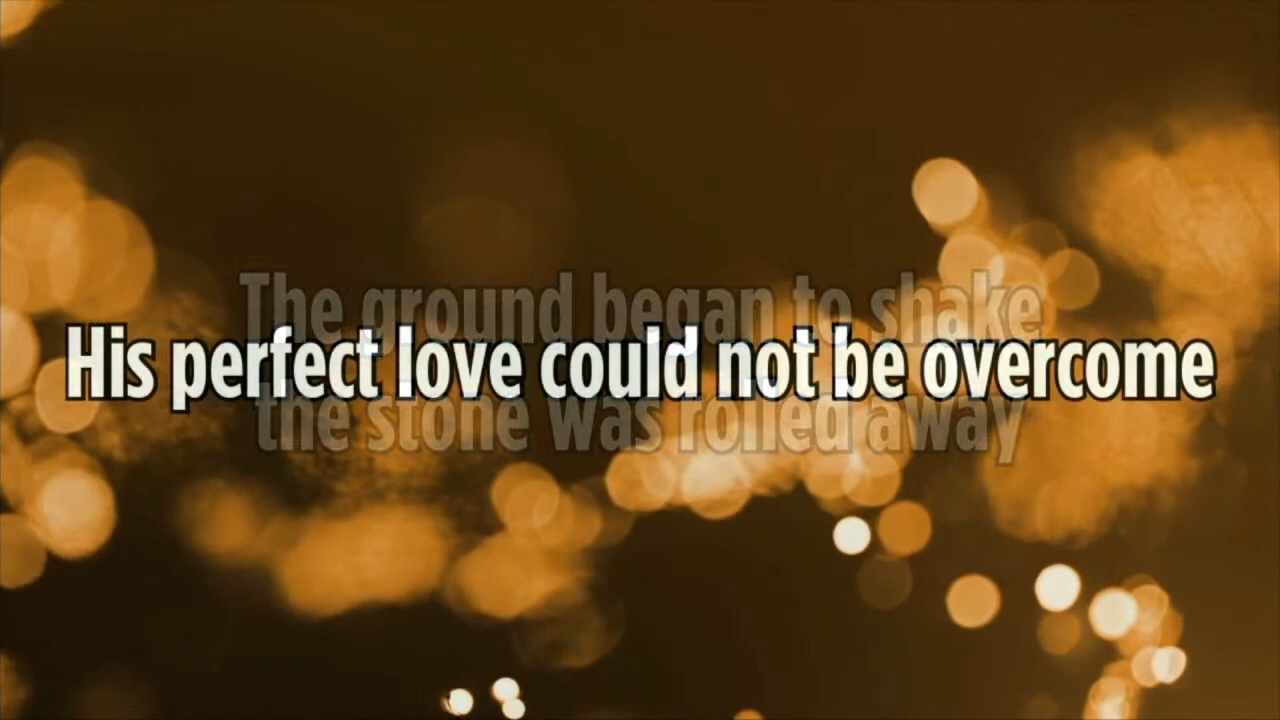 The ground began to shake
His perfect love could not be overcome
the stone was rolled away